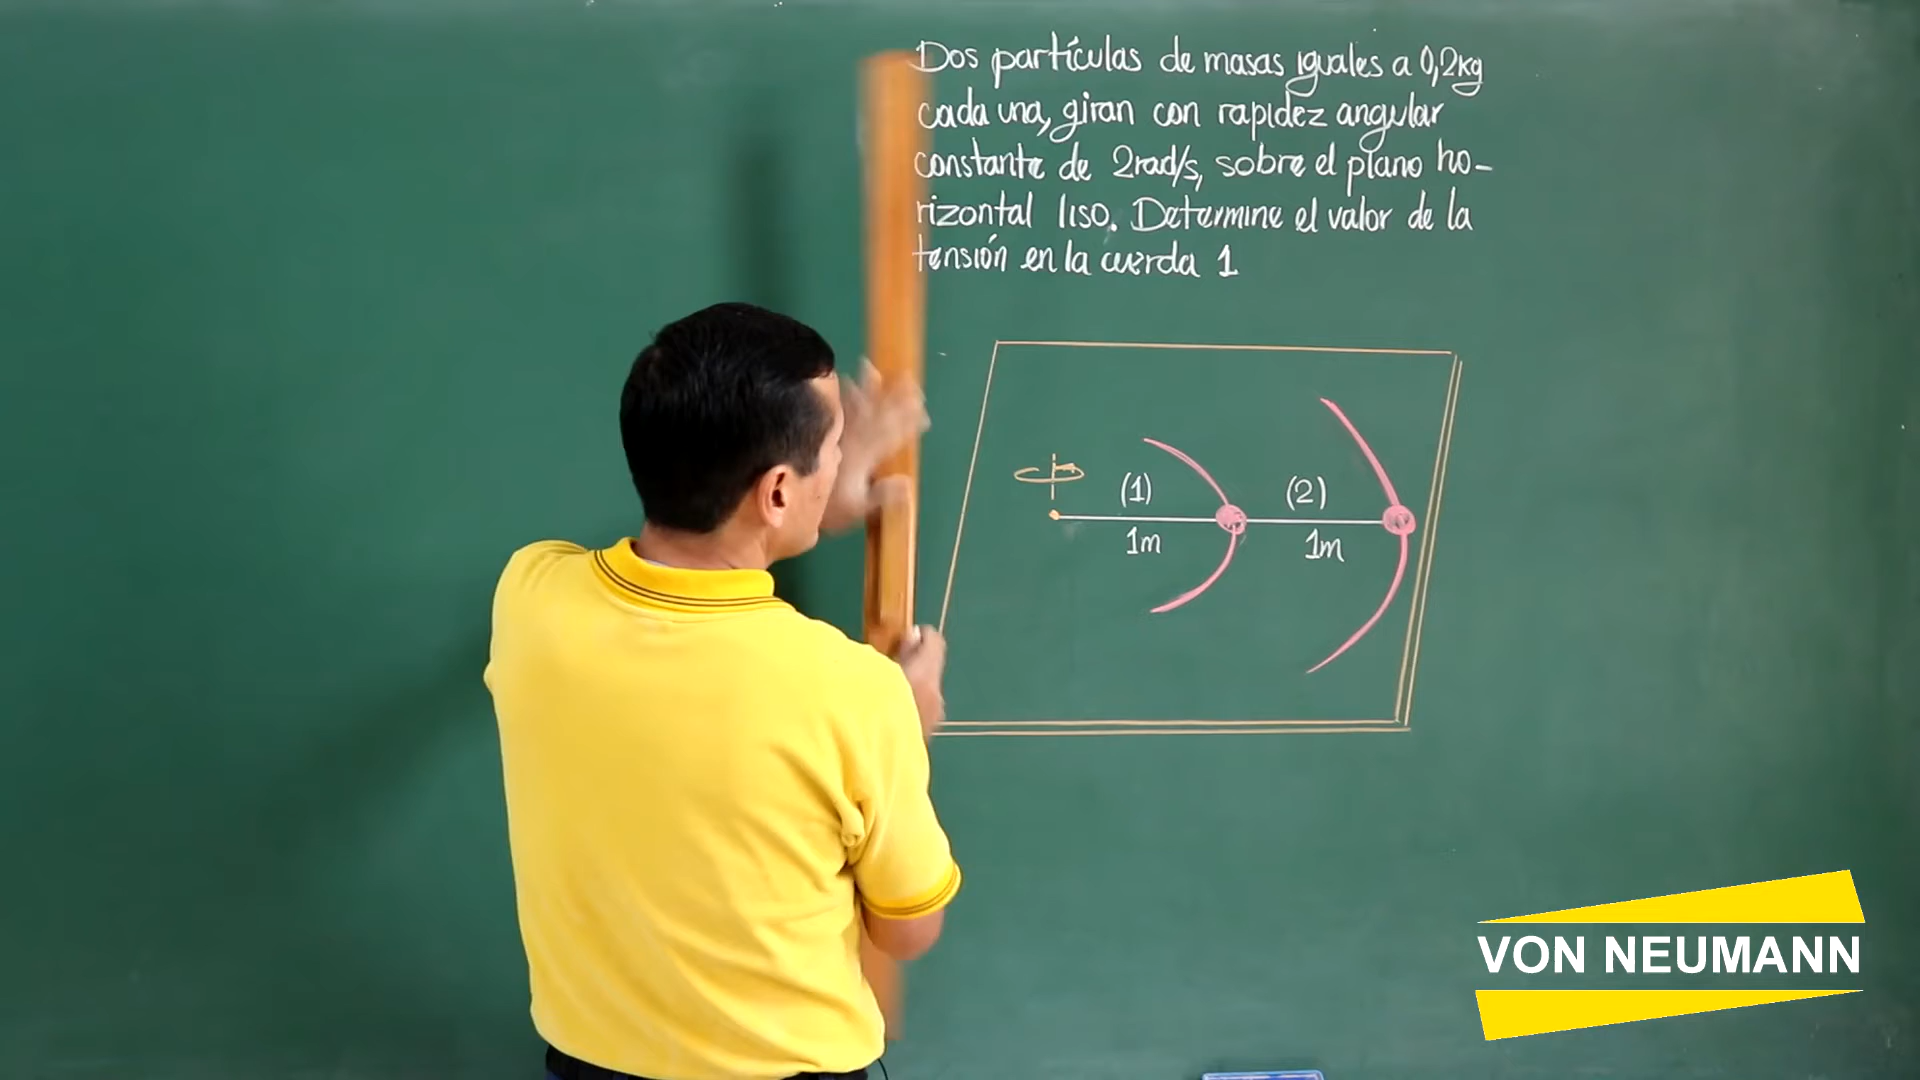 Dos partículas de masas iguales a 0,2kg
cada una, giran con rapidez angular
constante de 2rad/s, sobre el plano ho-
rizontal liso. Determine el valor de la
tensión en la cuerda 1
(1) (2)
1m 1m
VON NEUMANN